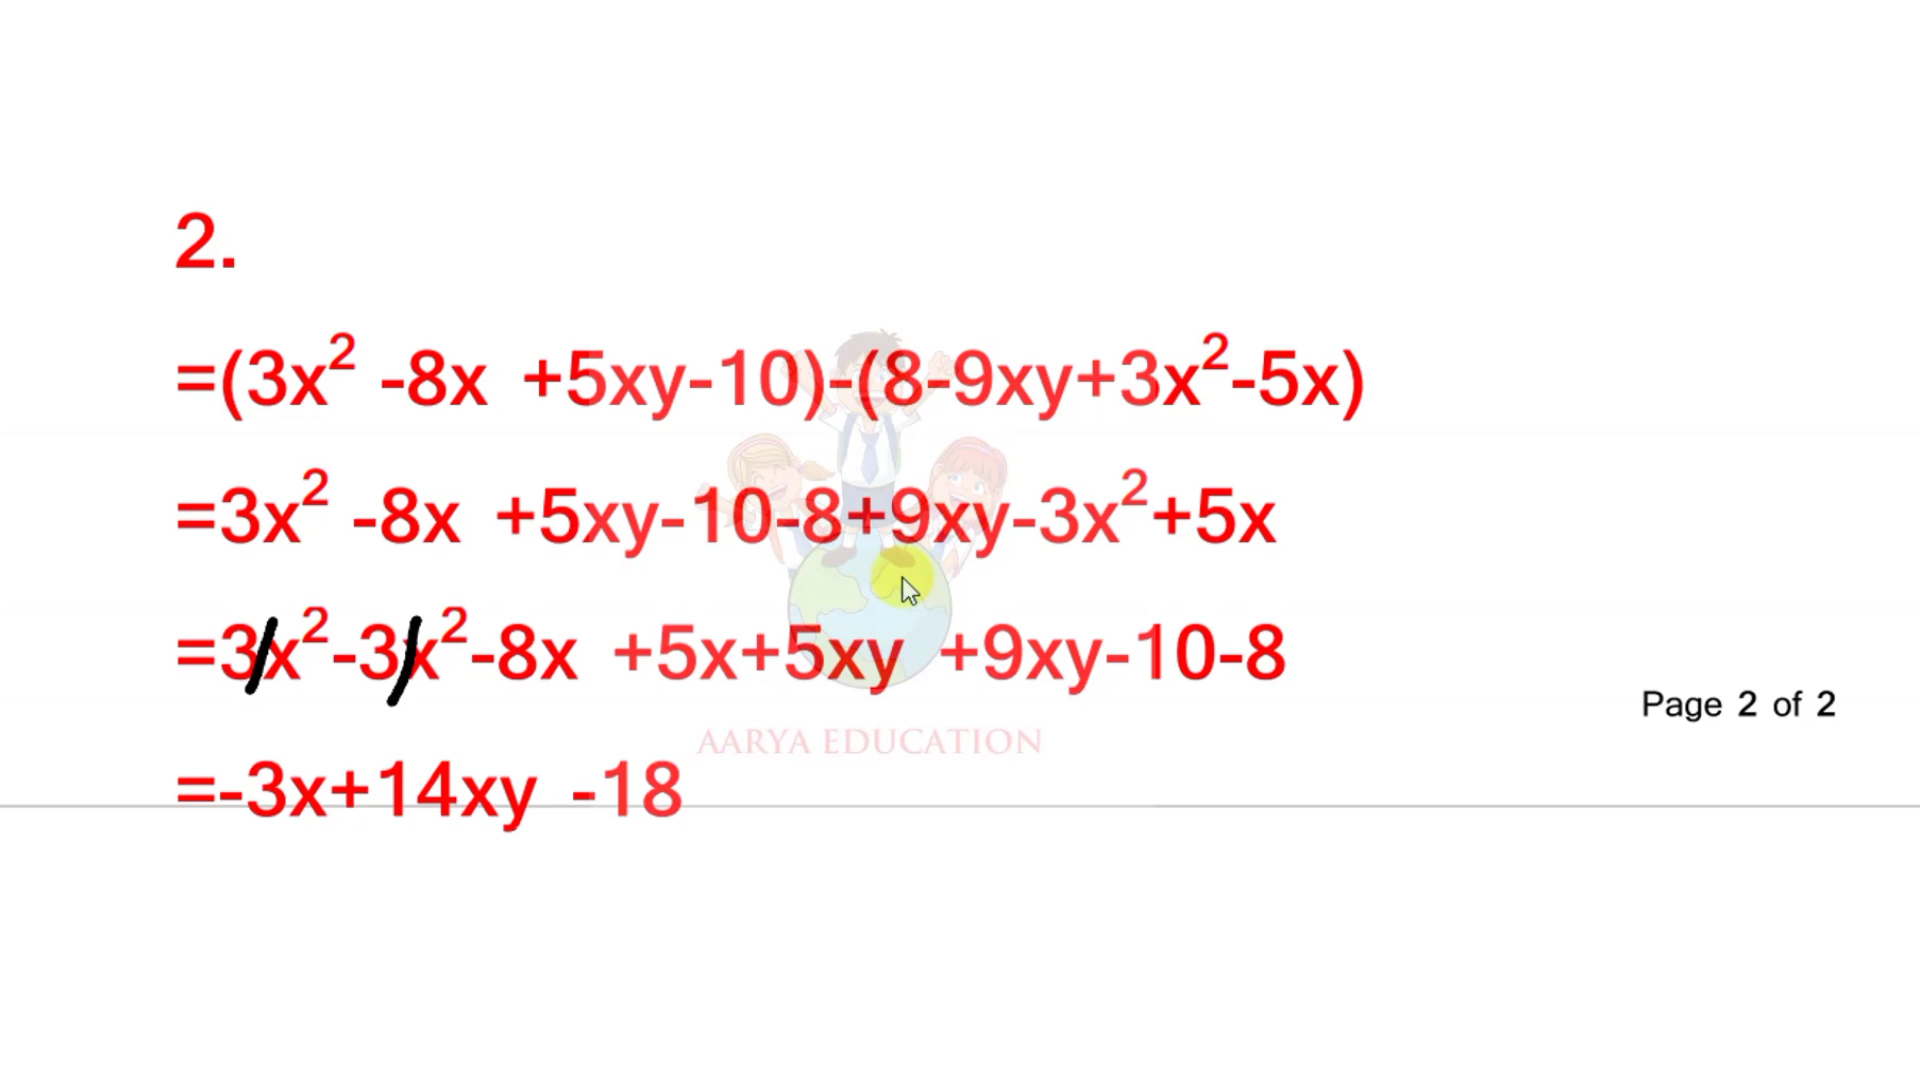 2.
=(3x² -8x +5xy-10)-(8-9xy+3x²-5x)
=3x² -8x +5xy-10-8+9xy-3x²+5x
=3x²-3x²-8x +5x+5xy +9xy-10-8
Page 2 of 2
AARYA EDUCATION
=-3x+14xy -18